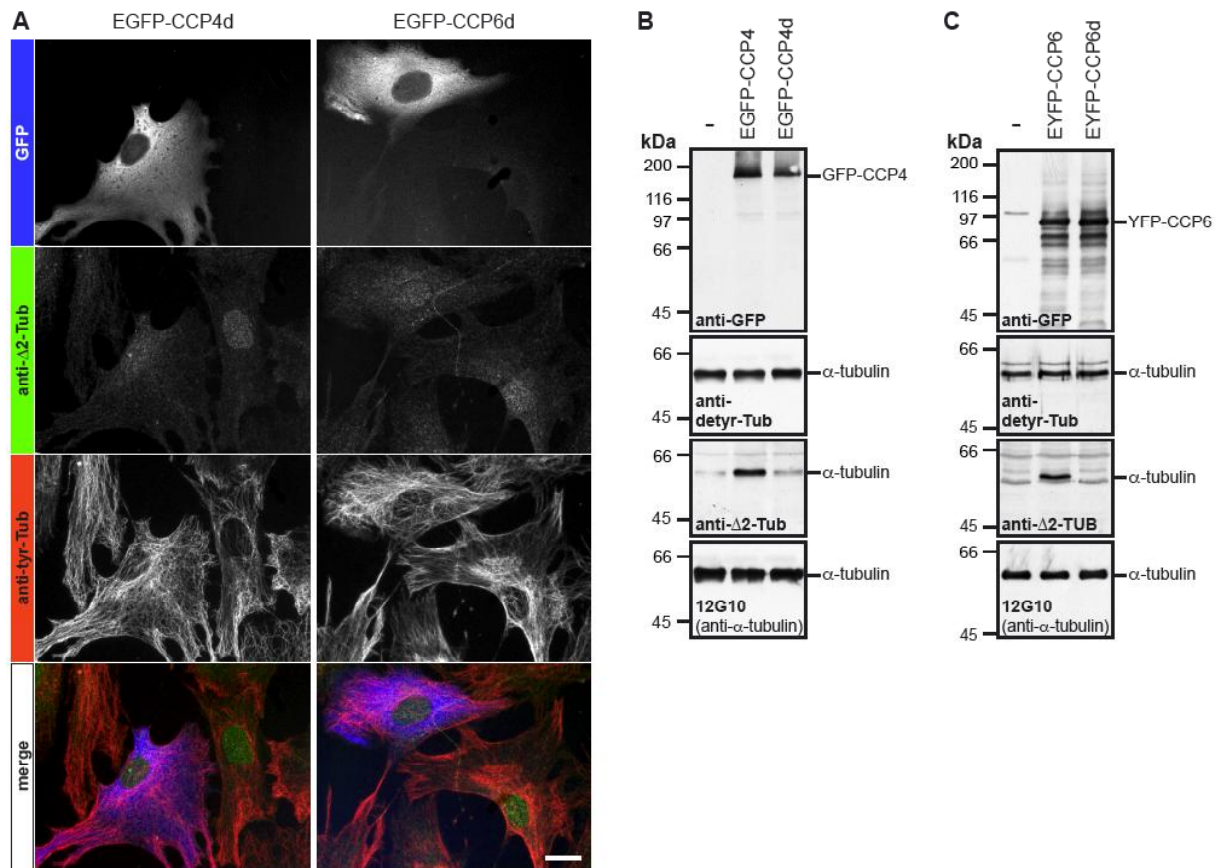 A
EGFP-CCP4d
EGFP-CCP6d
GFP
anti-Δ2-Tub
anti-tyr-Tub
merge
B
–
EGFP-CCP4
EGFP-CCP4d
kDa
200
116
97
66
45
GFP-CCP4
anti-GFP
66
45
α-tubulin
anti-
detyr-Tub
66
45
α-tubulin
anti-Δ2-Tub
66
45
α-tubulin
12G10
(anti-α-tubulin)
C
–
EYFP-CCP6
EYFP-CCP6d
kDa
200
116
97
66
45
YFP-CCP6
anti-GFP
66
45
α-tubulin
anti-
detyr-Tub
66
45
α-tubulin
anti-Δ2-TUB
66
45
α-tubulin
12G10
(anti-α-tubulin)